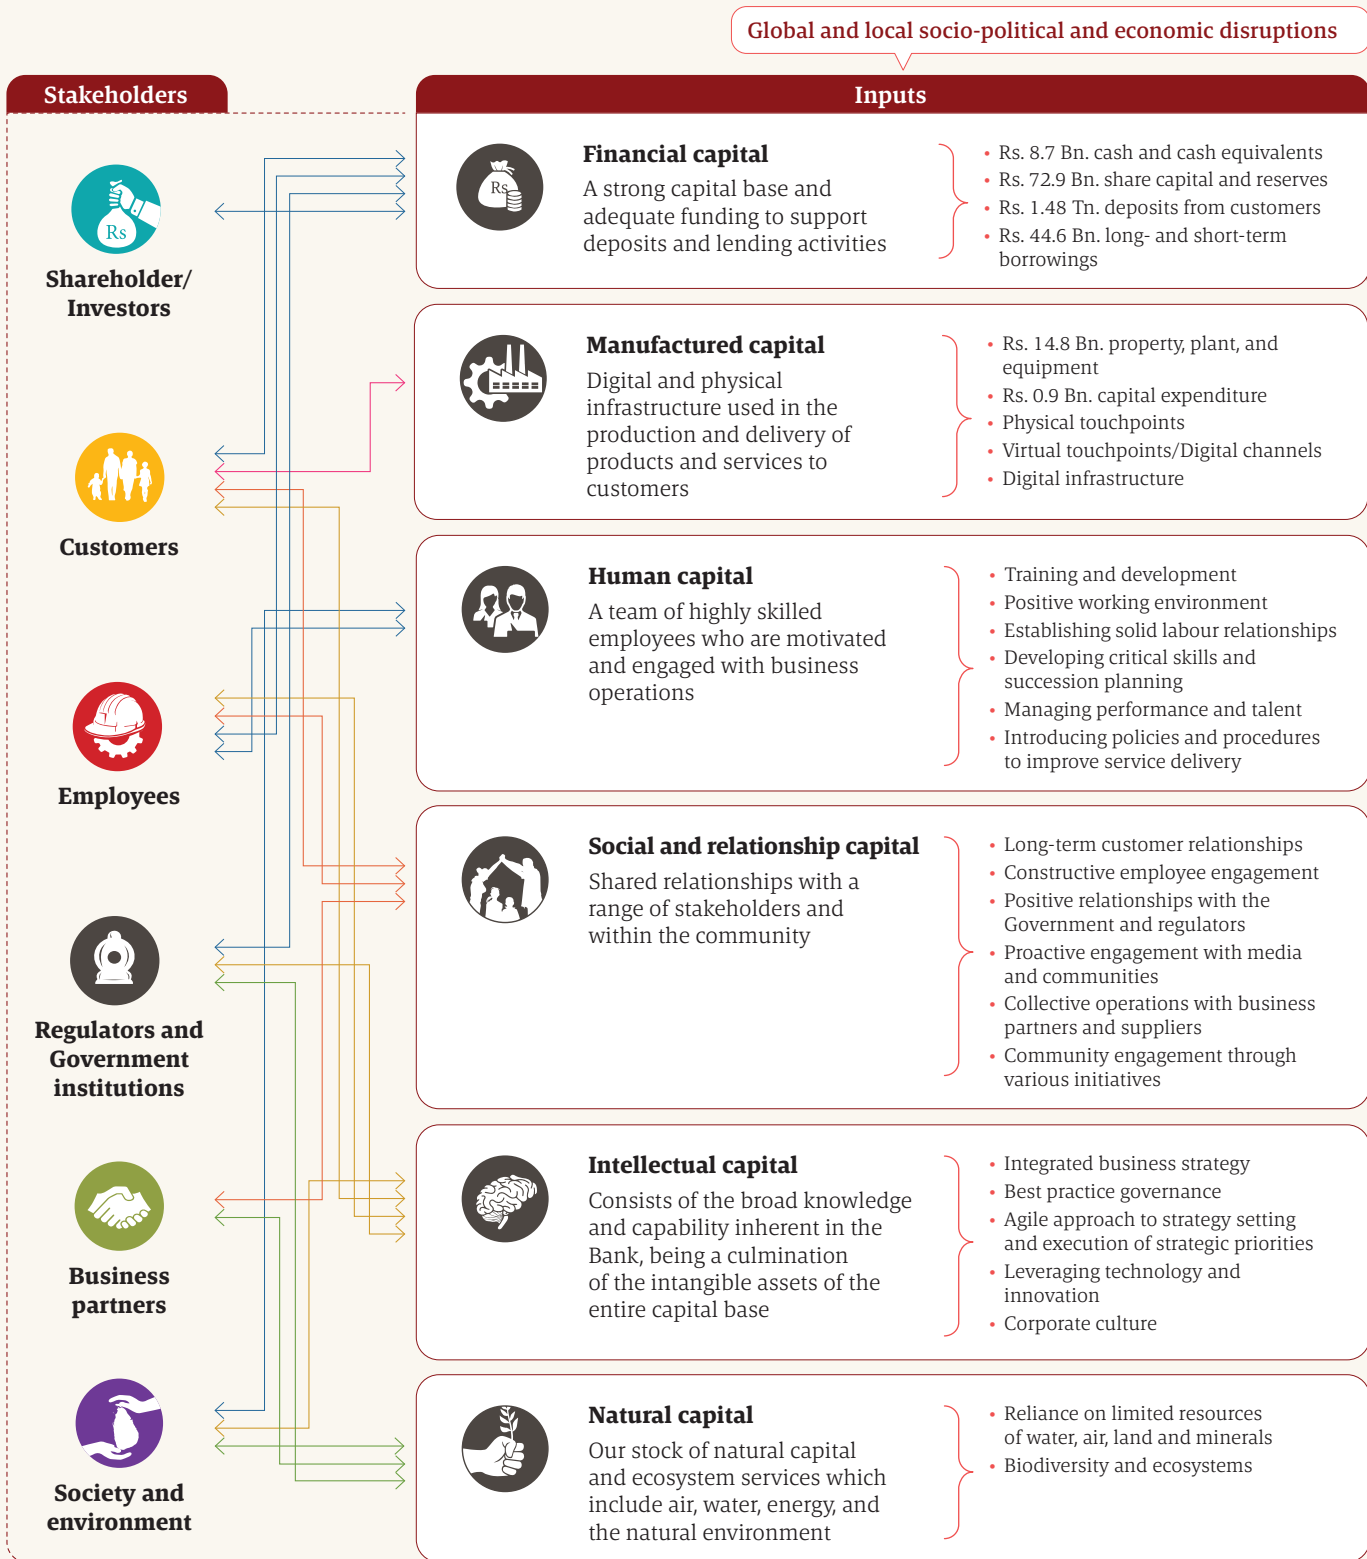 Global and local socio-political and economic disruptions
Stakeholders
Inputs
Rs
Shareholder/
Investors
Customers
Employees
Regulators and
Government
institutions
Business
partners
Society and
environment
Rs
Financial capital
A strong capital base and
adequate funding to support
deposits and lending activities
• Rs. 8.7 Bn. cash and cash equivalents
• Rs. 72.9 Bn. share capital and reserves
• Rs. 1.48 Tn. deposits from customers
• Rs. 44.6 Bn. long- and short-term
borrowings
Manufactured capital
Digital and physical
infrastructure used in the
production and delivery of
products and services to
customers
• Rs. 14.8 Bn. property, plant, and
equipment
• Rs. 0.9 Bn. capital expenditure
• Physical touchpoints
• Virtual touchpoints/Digital channels
• Digital infrastructure
Human capital
A team of highly skilled
employees who are motivated
and engaged with business
operations
• Training and development
• Positive working environment
• Establishing solid labour relationships
• Developing critical skills and
succession planning
• Managing performance and talent
• Introducing policies and procedures
to improve service delivery
Social and relationship capital
Shared relationships with a
range of stakeholders and
within the community
• Long-term customer relationships
• Constructive employee engagement
• Positive relationships with the
Government and regulators
• Proactive engagement with media
and communities
• Collective operations with business
partners and suppliers
• Community engagement through
various initiatives
Intellectual capital
Consists of the broad knowledge
and capability inherent in the
Bank, being a culmination
of the intangible assets of the
entire capital base
• Integrated business strategy
• Best practice governance
• Agile approach to strategy setting
and execution of strategic priorities
• Leveraging technology and
innovation
• Corporate culture
Natural capital
Our stock of natural capital
and ecosystem services which
include air, water, energy, and
the natural environment
• Reliance on limited resources
of water, air, land and minerals
• Biodiversity and ecosystems